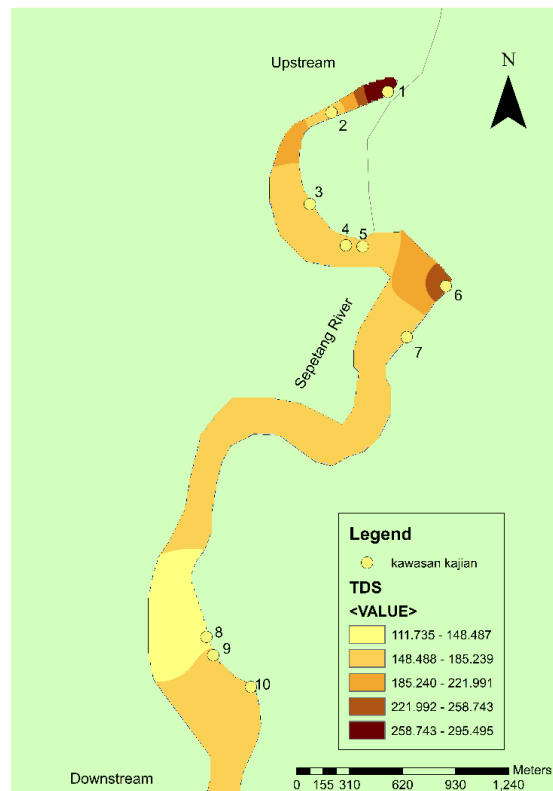 Upstream
N
1
2
3
4 5
6
7
Sepetang River
8
9
10
Downstream
Legend
kawasan kajian
TDS
<VALUE>
111.735 - 148.487
148.488 - 185.239
185.240 - 221.991
221.992 - 258.743
258.743 - 295.495
Meters
0 155 310 620 930 1,240